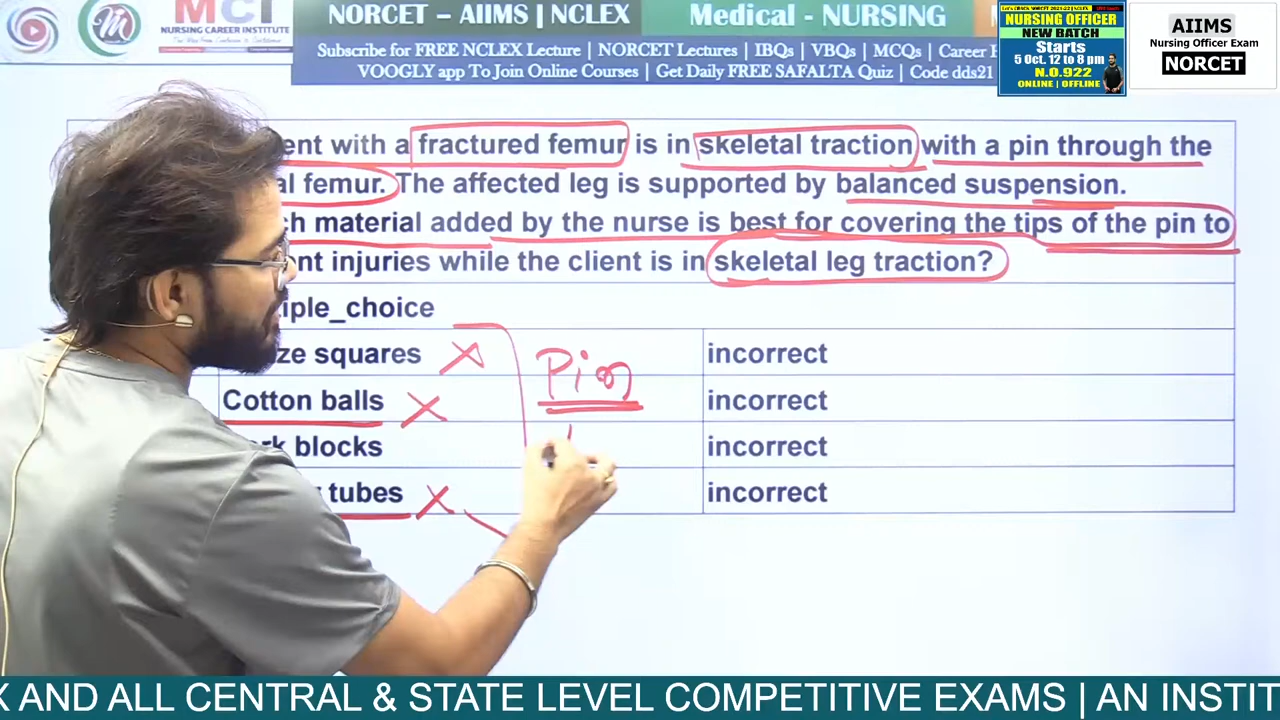 MCI
NURSING CAREER INSTITUTE
NORCET – AIIMS | NCLEX
Medical - NURSING
Subscribe for FREE NCLEX Lecture | NORCET Lectures | IBQs | VBQs | MCQs | Career
VOOGLY app To Join Online Courses | Get Daily FREE SAFALTA Quiz | Code dds21
NURSING OFFICER
NEW BATCH
Starts
5 Oct. 12 to 8 pm
N.O.922
ONLINE | OFFLINE
AIIMS
Nursing Officer Exam
NORCET
ent with a fractured femur is in skeletal traction with a pin through the
al femur. The affected leg is supported by balanced suspension.
ch material added by the nurse is best for covering the tips of the pin to
nt injuries while the client is in skeletal leg traction?
iple_choice
ze squares incorrect
Cotton balls incorrect
rk blocks incorrect
tubes incorrect
X AND ALL CENTRAL & STATE LEVEL COMPETITIVE EXAMS | AN INSTIT